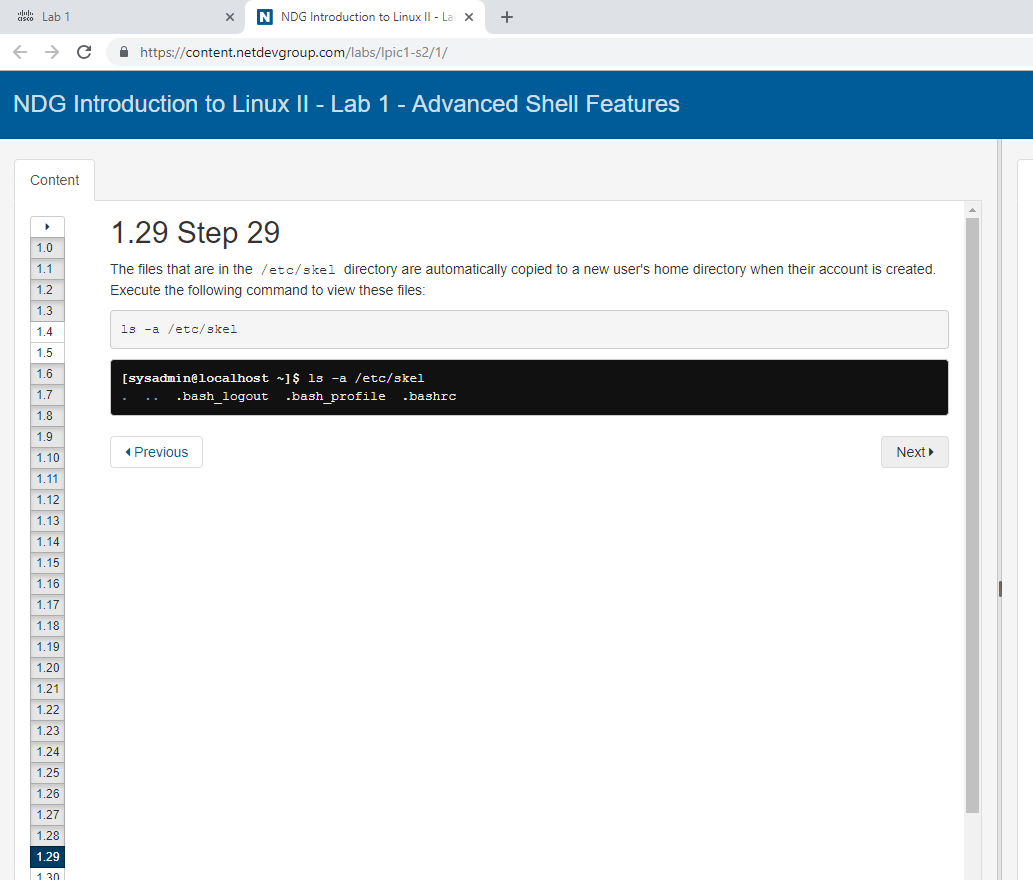 cisco Lab 1
NDG Introduction to Linux II - La
https://content.netdevgroup.com/labs/lpic1-s2/1/
NDG Introduction to Linux II - Lab 1 - Advanced Shell Features
Content
1.0
1.1
1.2
1.3
1.4
1.5
1.6
1.7
1.8
1.9
1.10
1.11
1.12
1.13
1.14
1.15
1.16
1.17
1.18
1.19
1.20
1.21
1.22
1.23
1.24
1.25
1.26
1.27
1.28
1.29
1.30
1.29 Step 29
The files that are in the /etc/skel directory are automatically copied to a new user's home directory when their account is created.
Execute the following command to view these files:
ls -a /etc/skel
[sysadmin@localhost ~]$ ls -a /etc/skel
. .. .bash_logout .bash_profile .bashrc
Previous
Next